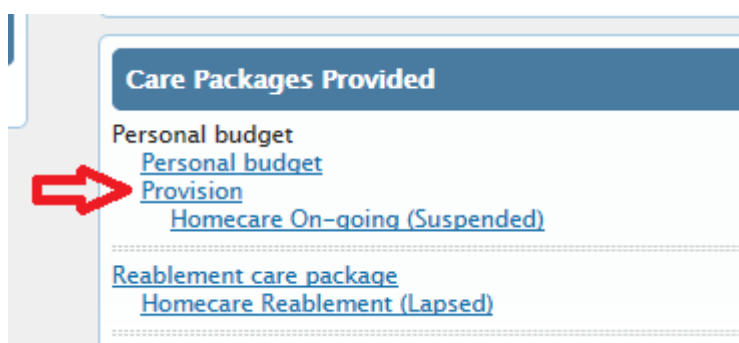 Care Packages Provided
Personal budget
Personal budget
Provision
Homecare On-going (Suspended)
Reablement care package
Homecare Reablement (Lapsed)